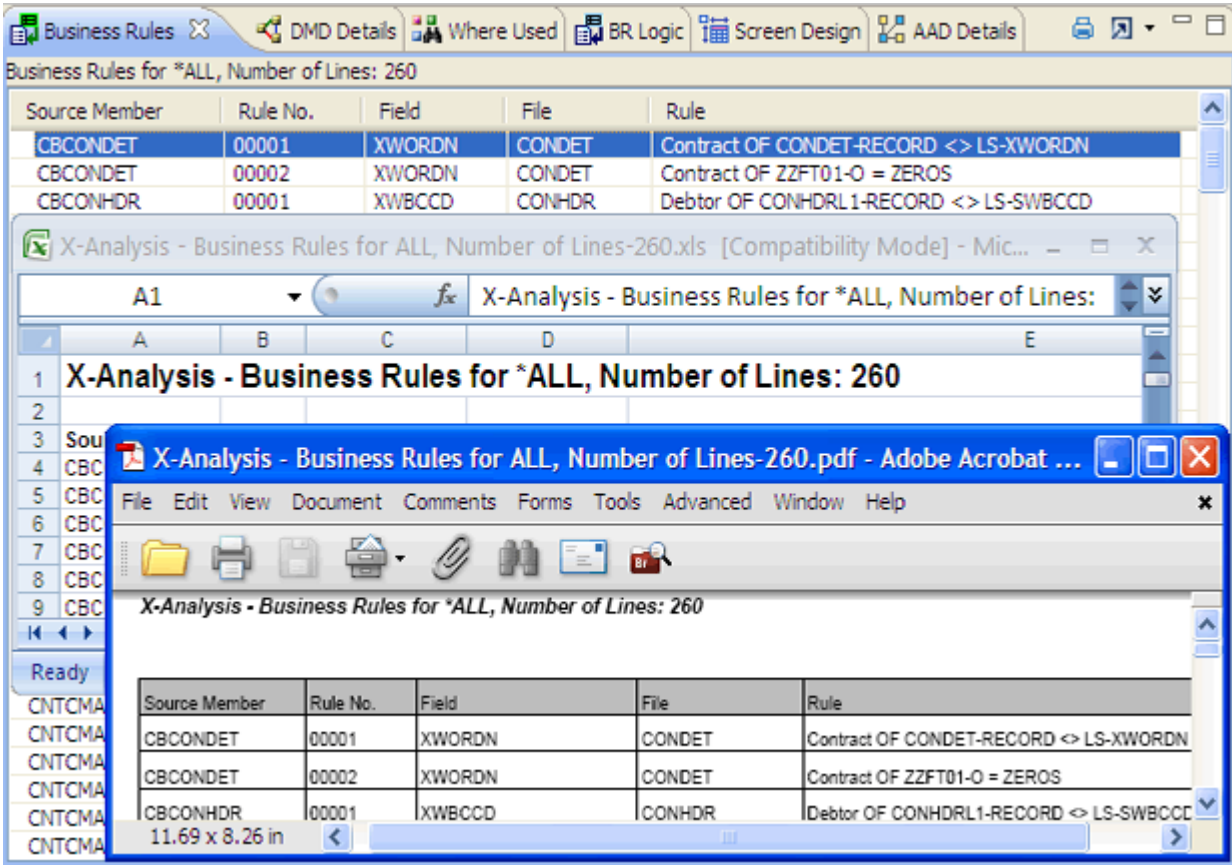 Business Rules DMD Details Where Used BR Logic Screen Design AAD Details
Business Rules for *ALL, Number of Lines: 260
Source Member Rule No. Field File Rule
CBCONDET 00001 XWORDN CONDET Contract OF CONDET-RECORD <> LS-XWORDN
CBCONDET 00002 XWORDN CONDET Contract OF ZZFT01-O = ZEROS
CBCONHDR 00001 XWBCCD CONHDR Debtor OF CONHDRL1-RECORD <> LS-SWBCCD
X-Analysis - Business Rules for ALL, Number of Lines-260.xls [Compatibility Mode] - Mic...
A1 fx X-Analysis - Business Rules for *ALL, Number of Lines:
A B C D E
1 X-Analysis - Business Rules for *ALL, Number of Lines: 260
2
3 Sou
4 CBC
5 CBC
6 CBC
7 CBC
8 CBC
9 CBC
Ready
CNTCMA
CNTCMA
CNTCMA
CNTCMA
CNTCMA
CNTCMA
X-Analysis - Business Rules for ALL, Number of Lines-260.pdf - Adobe Acrobat ...
File Edit View Document Comments Forms Tools Advanced Window Help
X-Analysis - Business Rules for *ALL, Number of Lines: 260
Source Member Rule No. Field File Rule
CBCONDET 00001 XWORDN CONDET Contract OF CONDET-RECORD <> LS-XWORDN
CBCONDET 00002 XWORDN CONDET Contract OF ZZFT01-O = ZEROS
CBCONHDR 00001 XWBCCD CONHDR Debtor OF CONHDRL1-RECORD <> LS-SWBCCD
11.69 x 8.26 in